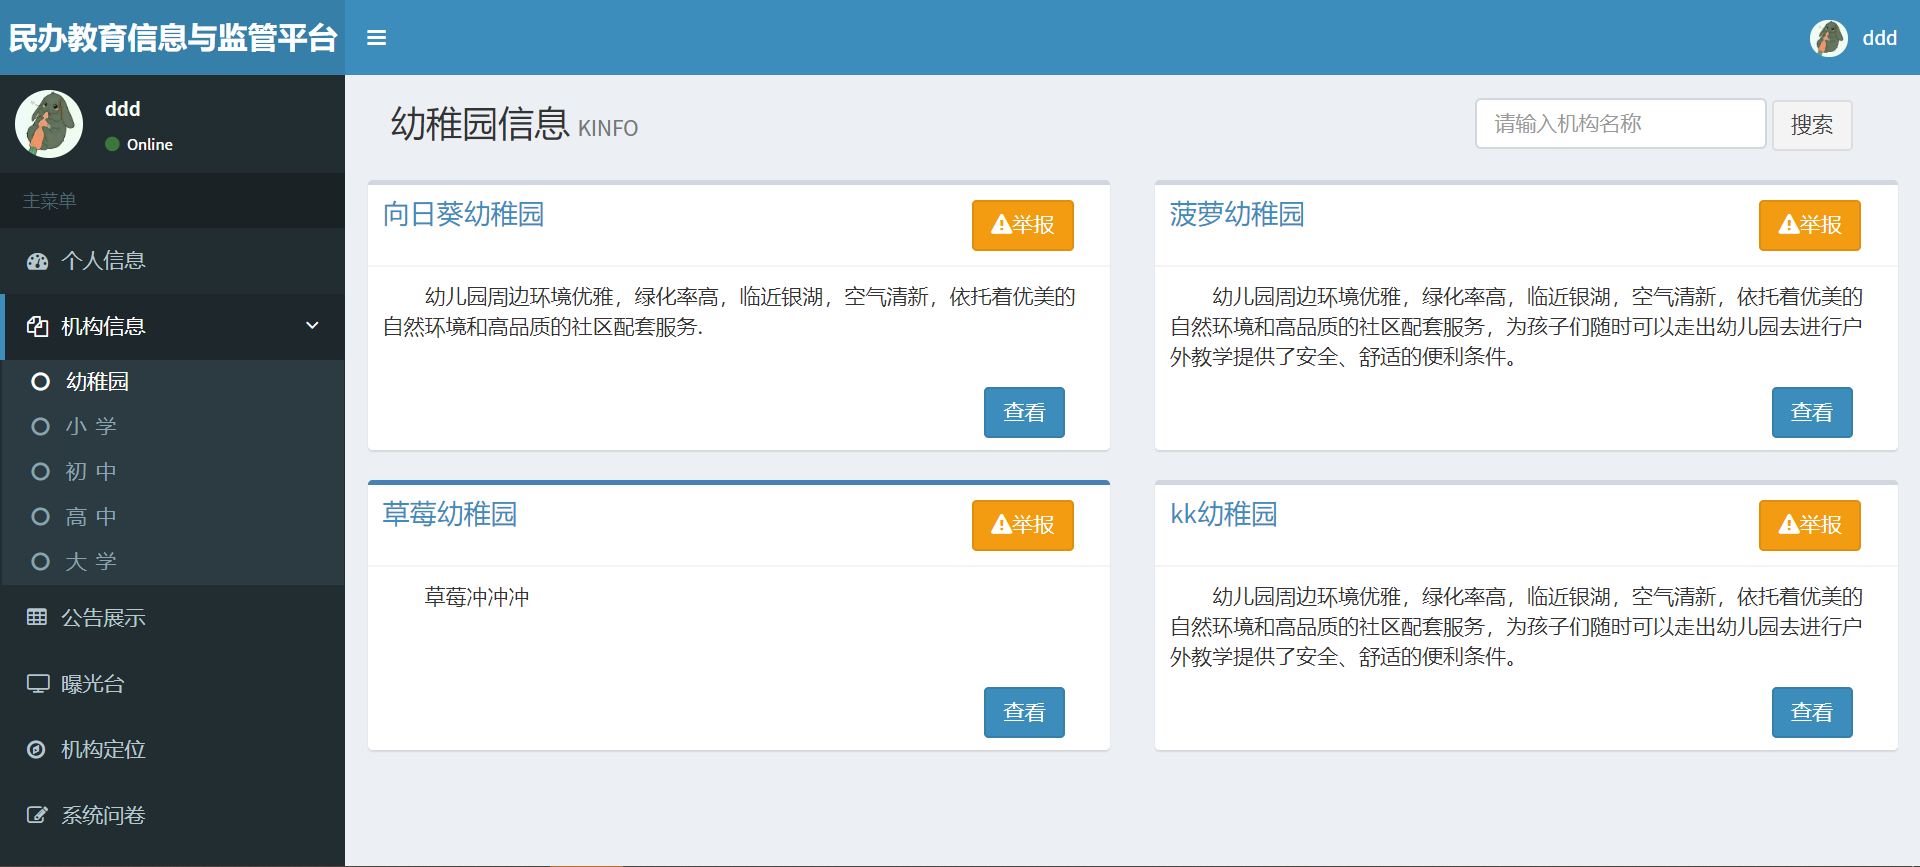 民办教育信息与监管平台
ddd
ddd
Online
主菜单
个人信息
机构信息
幼稚园
小 学
初 中
高 中
大 学
公告展示
曝光台
机构定位
系统问卷
幼稚园信息 KINFO
请输入机构名称
搜索
向日葵幼稚园
举报
幼儿园周边环境优雅，绿化率高，临近银湖，空气清新，依托着优美的
自然环境和高品质的社区配套服务.
查看
菠萝幼稚园
举报
幼儿园周边环境优雅，绿化率高，临近银湖，空气清新，依托着优美的
自然环境和高品质的社区配套服务，为孩子们随时可以走出幼儿园去进行户
外教学提供了安全、舒适的便利条件。
查看
草莓幼稚园
举报
草莓冲冲冲
查看
kk幼稚园
举报
幼儿园周边环境优雅，绿化率高，临近银湖，空气清新，依托着优美的
自然环境和高品质的社区配套服务，为孩子们随时可以走出幼儿园去进行户
外教学提供了安全、舒适的便利条件。
查看